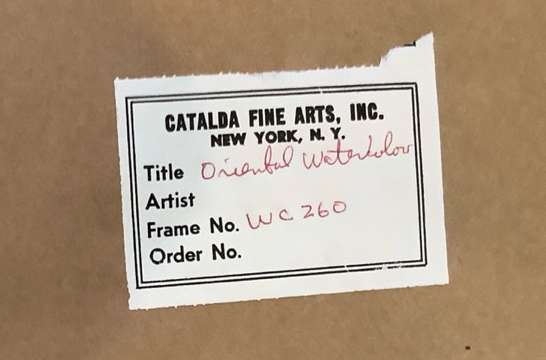 CATALDA FINE ARTS, INC.
NEW YORK, N. Y.
Title Oriental Watercolor
Artist
Frame No. WC 260
Order No.